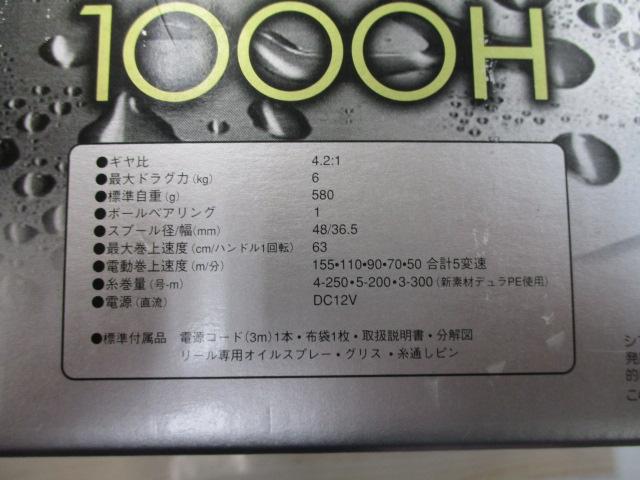 1000H
●ギヤ比 4.2:1
●最大ドラグ力(kg) 6
●標準自重(g) 580
●ボールベアリング 1
●スプール径/幅(mm) 48/36.5
●最大巻上速度(cm/ハンドル1回転) 63
●電動巻上速度(m/分) 155•110•90•70•50 合計5変速
●糸巻量(号-m) 4-250•5-200•3-300(新素材デュラPE使用)
●電源(直流) DC12V
●標準付属品 電源コード(3m)1本・布袋1枚・取扱説明書・分解図
リール専用オイルスプレー・グリス・糸通しピン
発
的